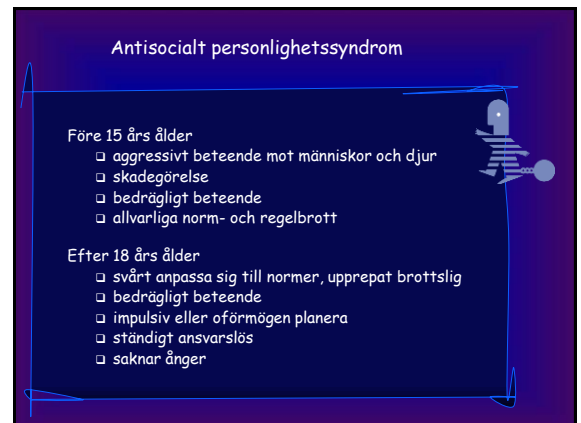 Antisocialt personlighetssyndrom
Före 15 års ålder
❑ aggressivt beteende mot människor och djur
❑ skadegörelse
❑ bedrägligt beteende
❑ allvarliga norm- och regelbrott
Efter 18 års ålder
❑ svårt anpassa sig till normer, upprepat brottslig
❑ bedrägligt beteende
❑ impulsiv eller oförmögen planera
❑ ständigt ansvarslös
❑ saknar ånger